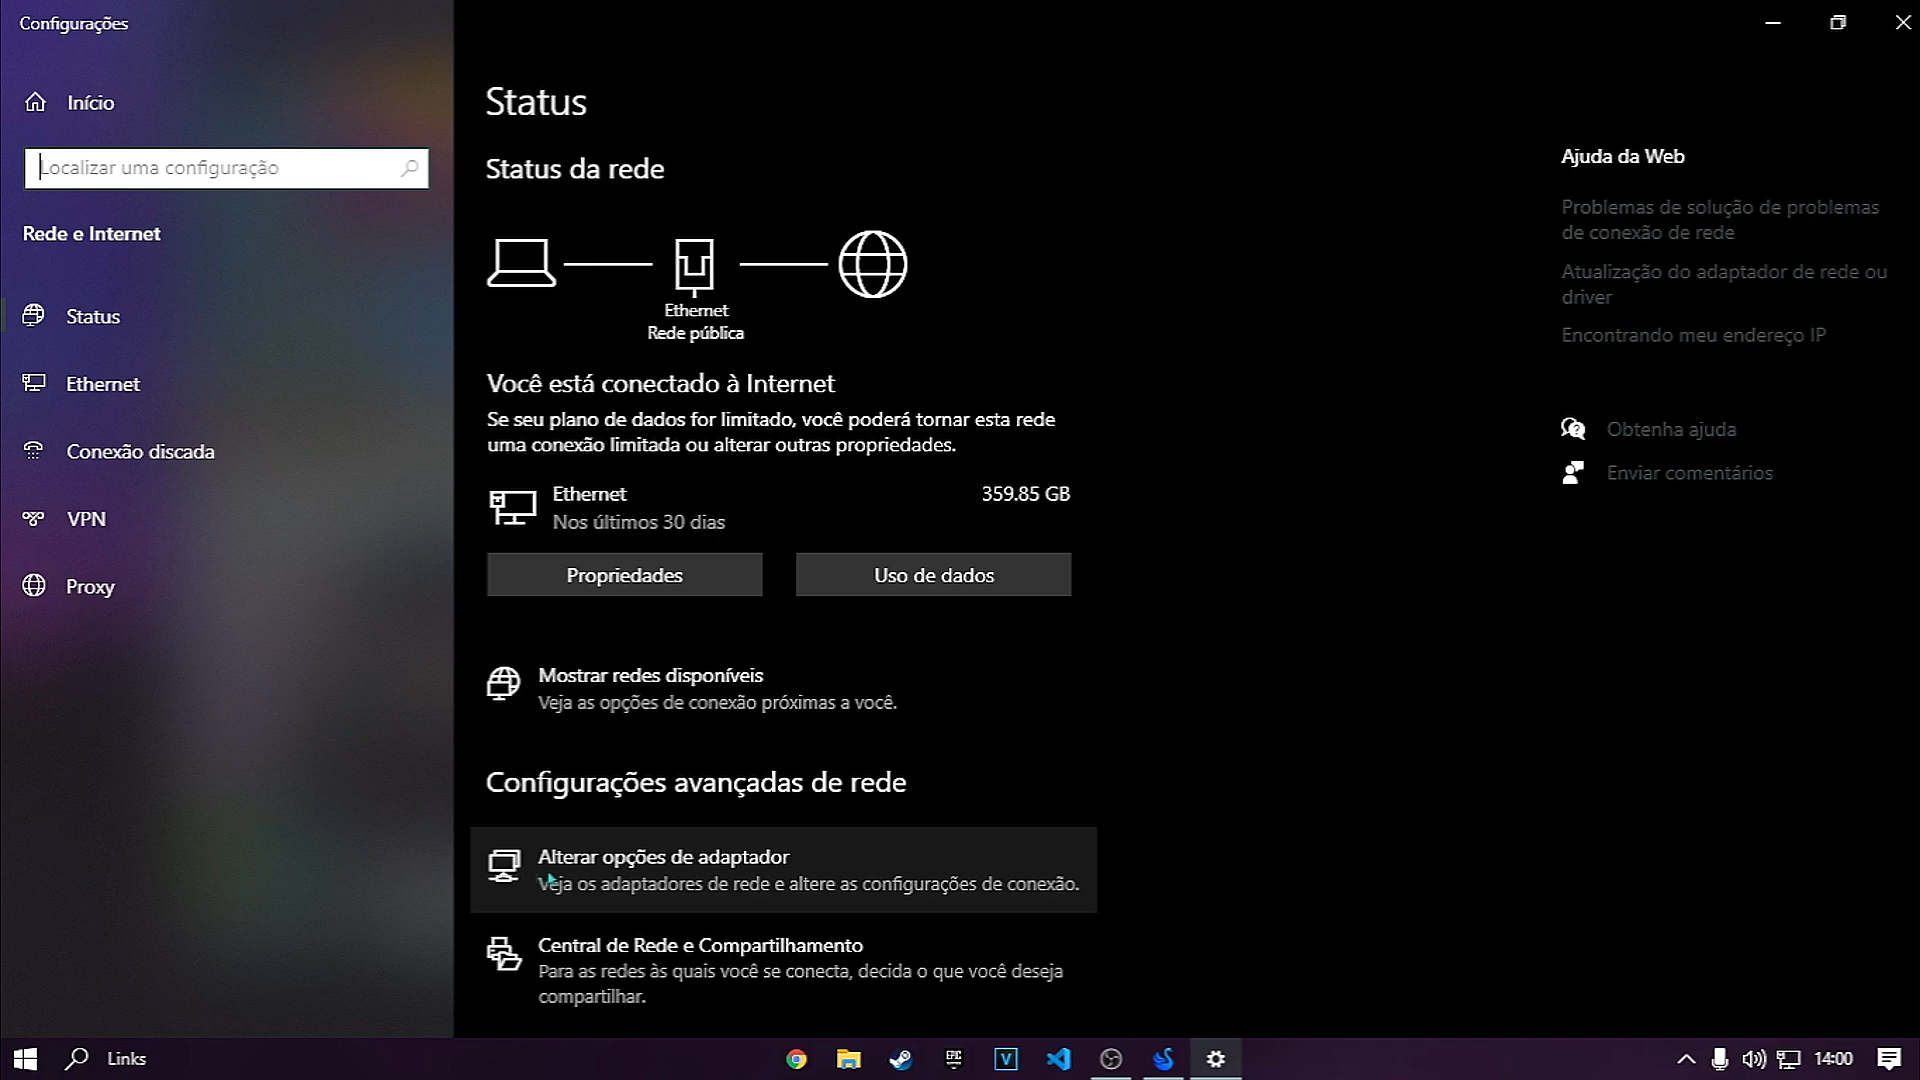 Configurações
Início
Localizar uma configuração
Rede e Internet
Status
Ethernet
Conexão discada
VPN
Proxy
Status
Status da rede
Ethernet
Rede pública
Você está conectado à Internet
Se seu plano de dados for limitado, você poderá tornar esta rede
uma conexão limitada ou alterar outras propriedades.
Ethernet
359.85 GB
Nos últimos 30 dias
Propriedades
Uso de dados
Mostrar redes disponíveis
Veja as opções de conexão próximas a você.
Configurações avançadas de rede
Alterar opções de adaptador
Veja os adaptadores de rede e altere as configurações de conexão.
Central de Rede e Compartilhamento
Para as redes às quais você se conecta, decida o que você deseja
compartilhar.
Ajuda da Web
Problemas de solução de problemas
de conexão de rede
Atualização do adaptador de rede ou
driver
Encontrando meu endereço IP
Obtenha ajuda
Enviar comentários
Links
EPIC
V
14:00